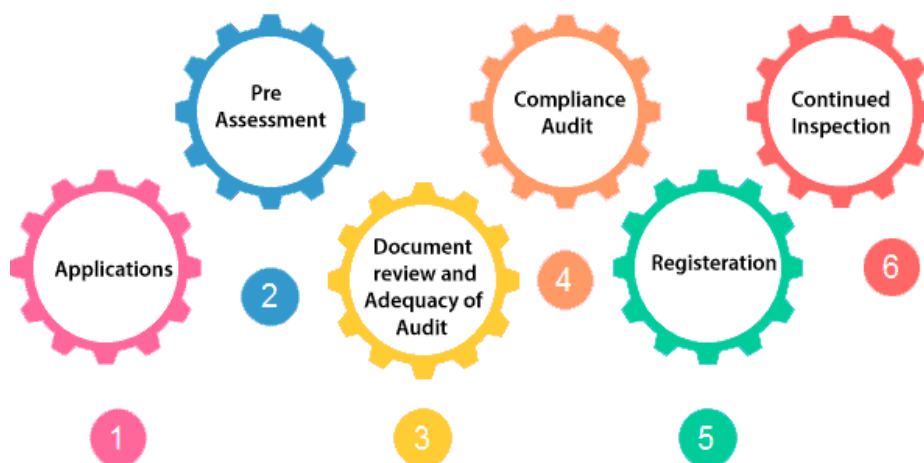 Applications
1
Pre
Assessment
2
Document
review and
Adequacy of
Audit
3
Compliance
Audit
4
Registeration
5
Continued
Inspection
6